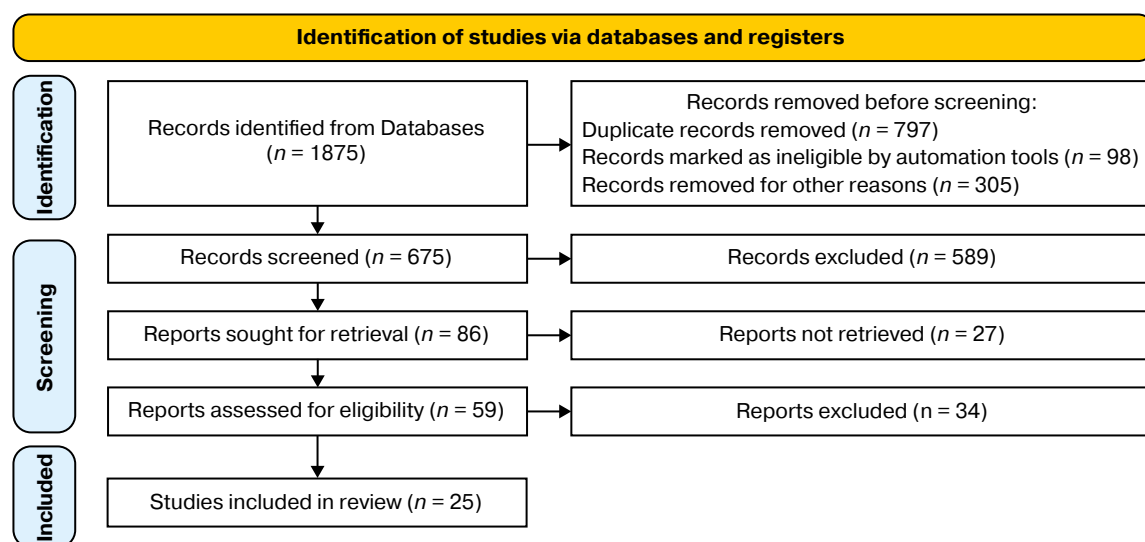 Identification of studies via databases and registers
Identification
Records identified from Databases
(n = 1875)
Records removed before screening:
Duplicate records removed (n = 797)
Records marked as ineligible by automation tools (n = 98)
Records removed for other reasons (n = 305)
Screening
Records screened (n = 675)
Records excluded (n = 589)
Reports sought for retrieval (n = 86)
Reports not retrieved (n = 27)
Reports assessed for eligibility (n = 59)
Reports excluded (n = 34)
Included
Studies included in review (n = 25)